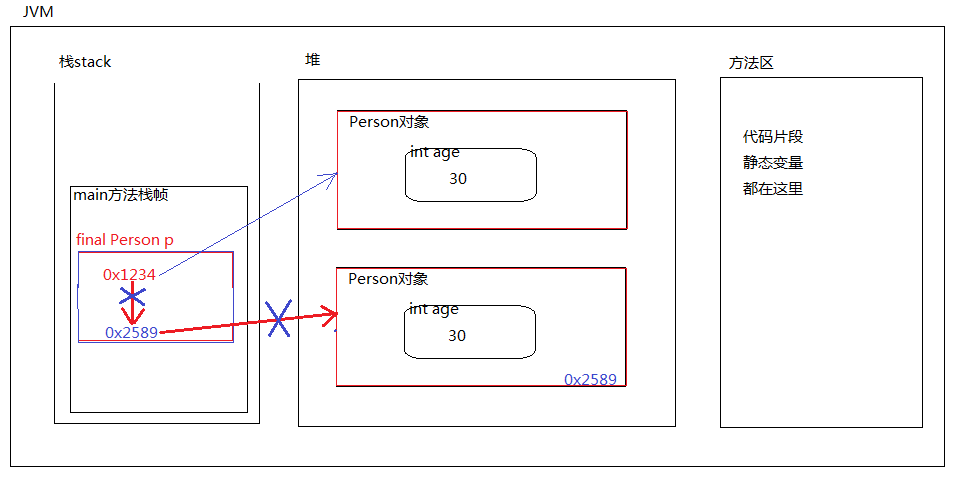 JVM
栈stack
堆
方法区
main方法栈帧
final Person p
0x1234
0x2589
Person对象
int age
30
Person对象
int age
30
0x2589
代码片段
静态变量
都在这里